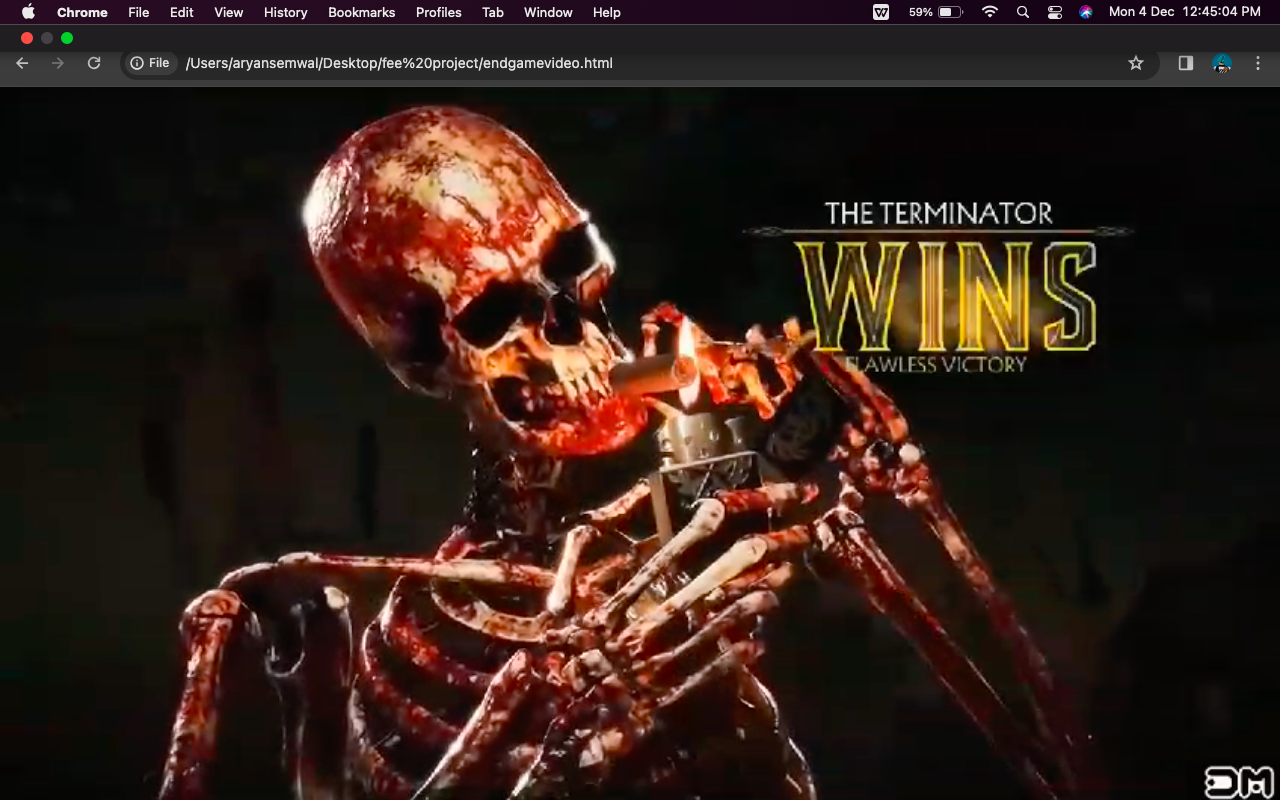 Chrome File Edit View History Bookmarks Profiles Tab Window Help W 59% Mon 4 Dec 12:45:04 PM
File /Users/aryansemwal/Desktop/fee%20project/endgamevideo.html
THE TERMINATOR
WINS
FLAWLESS VICTORY
DM